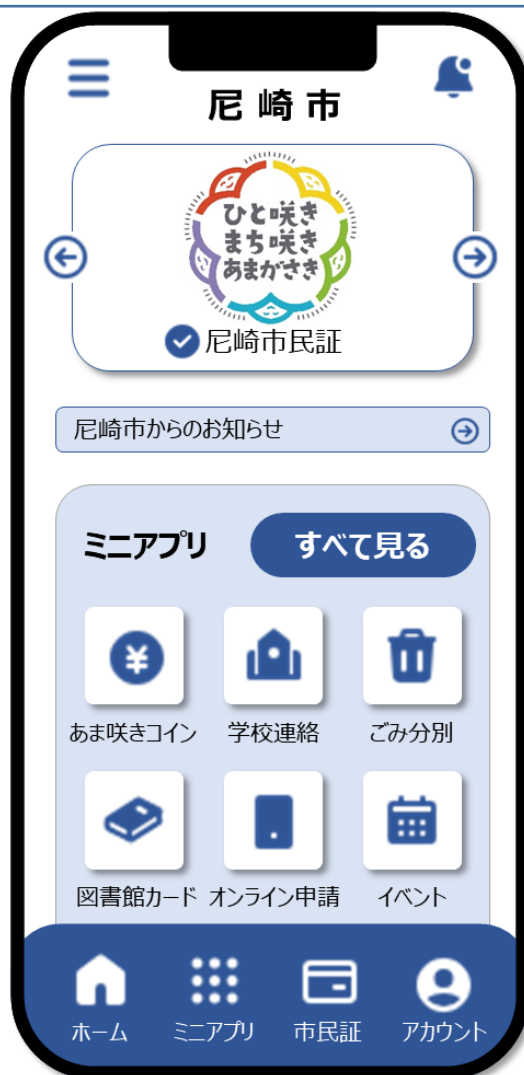 尼崎市
ひと咲き
まち咲き
あまがさき
尼崎市民証
尼崎市からのお知らせ
ミニアプリ
すべて見る
¥
あま咲きコイン
学校連絡
ごみ分別
図書館カード
オンライン申請
イベント
ホーム
ミニアプリ
市民証
アカウント